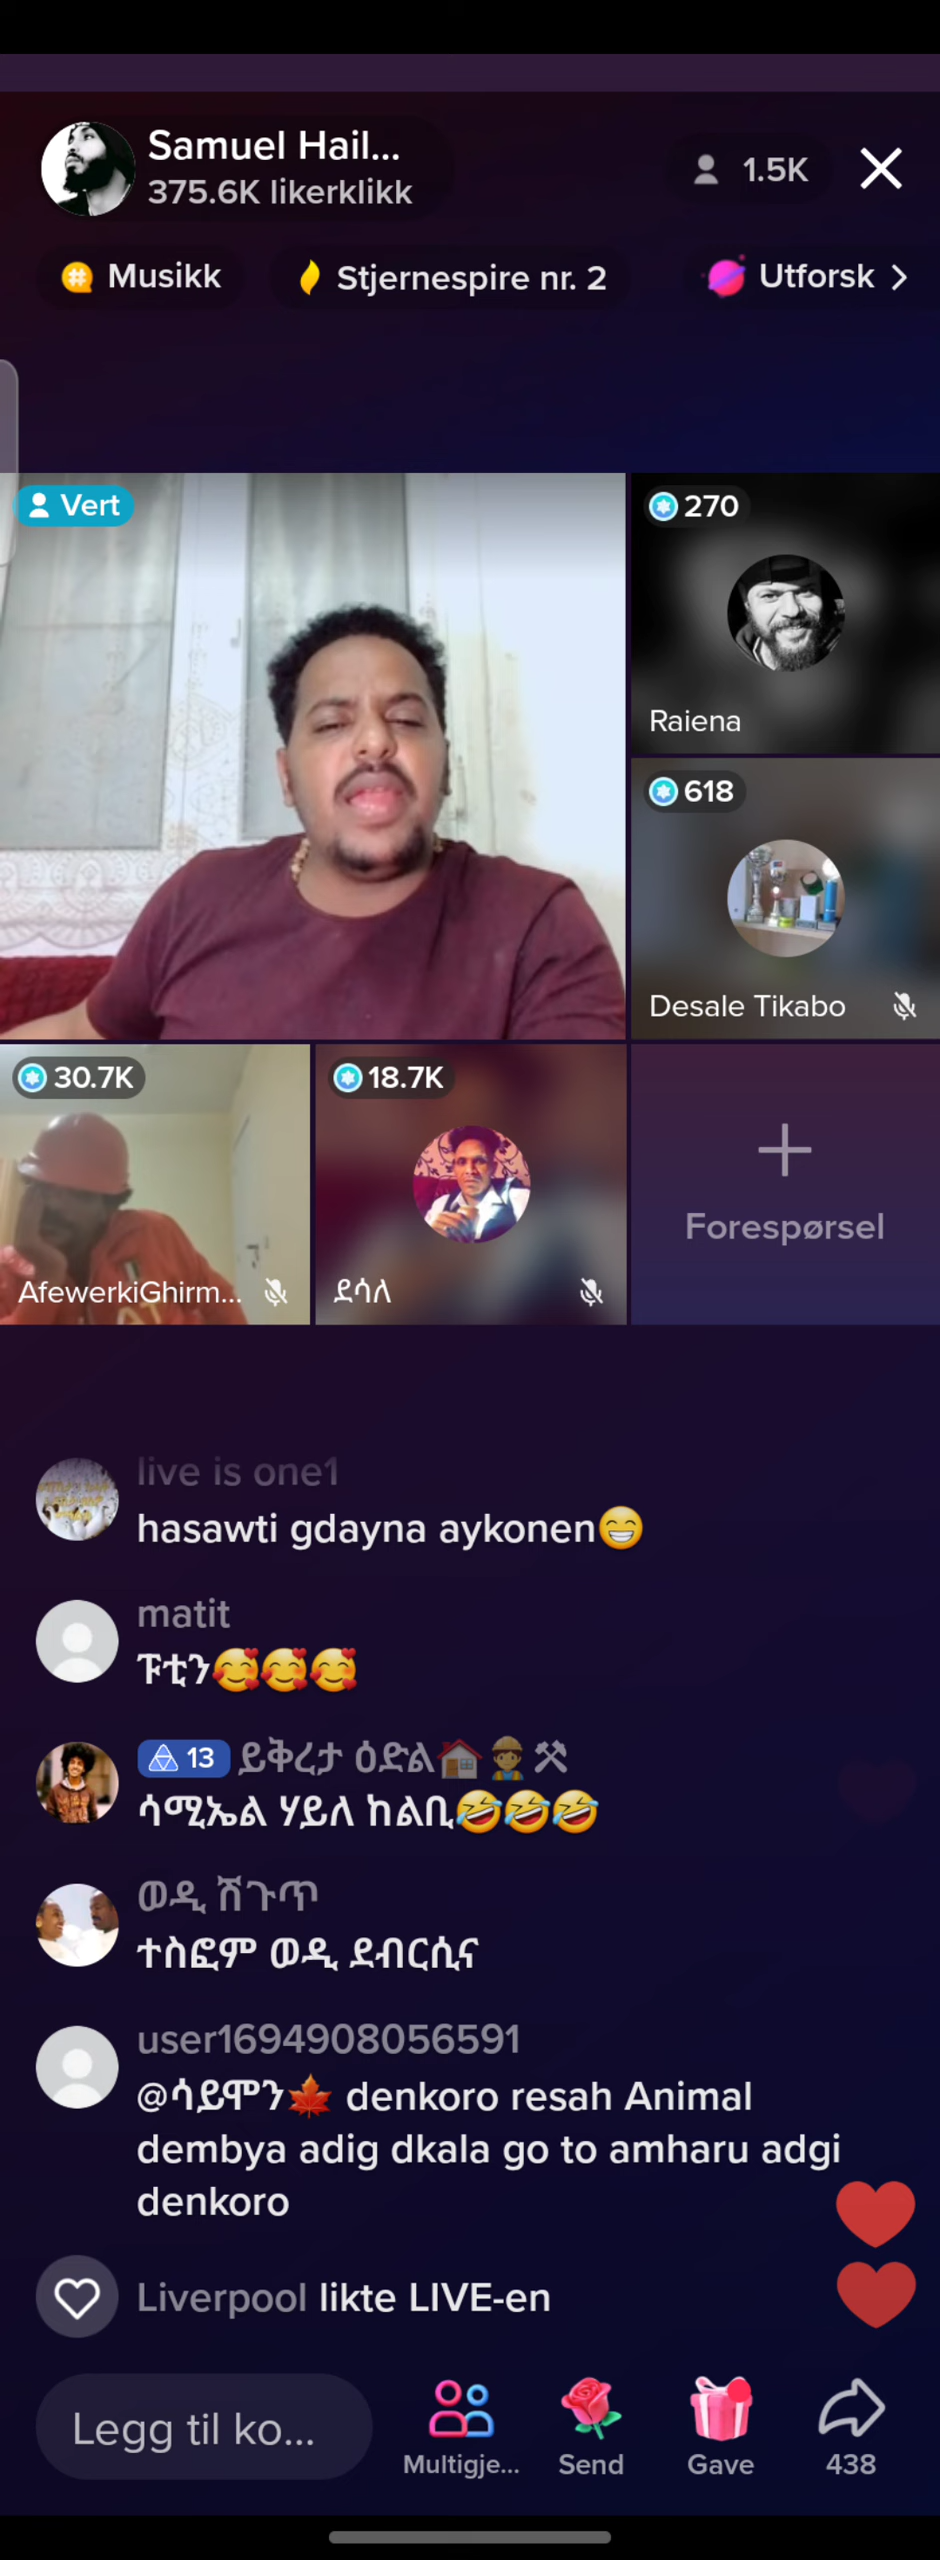 Samuel Hail...
375.6K likerklikk
1.5K
Musikk
Stjernespire nr. 2
Utforsk
Vert
270
Raiena
618
Desale Tikabo
30.7K
AfewerkiGhirm...
18.7K
ደሳለ
Forespørsel
live is one1
hasawti gdayna aykonen😁
matit
ፑቲን🥰🥰🥰
13 ይቅረታ ዕድል🏠👷⚒
ሳሚኤል ሃይለ ከልቢ🤣🤣🤣
ወዲ ሽጉጥ
ተስፎም ወዲ ደብርሲና
user1694908056591
@ሳይሞን🍁 denkoro resah Animal
dembya adig dkala go to amharu adgi
denkoro
Liverpool likte LIVE-en
Legg til ko...
Multigje...
Send
Gave
438